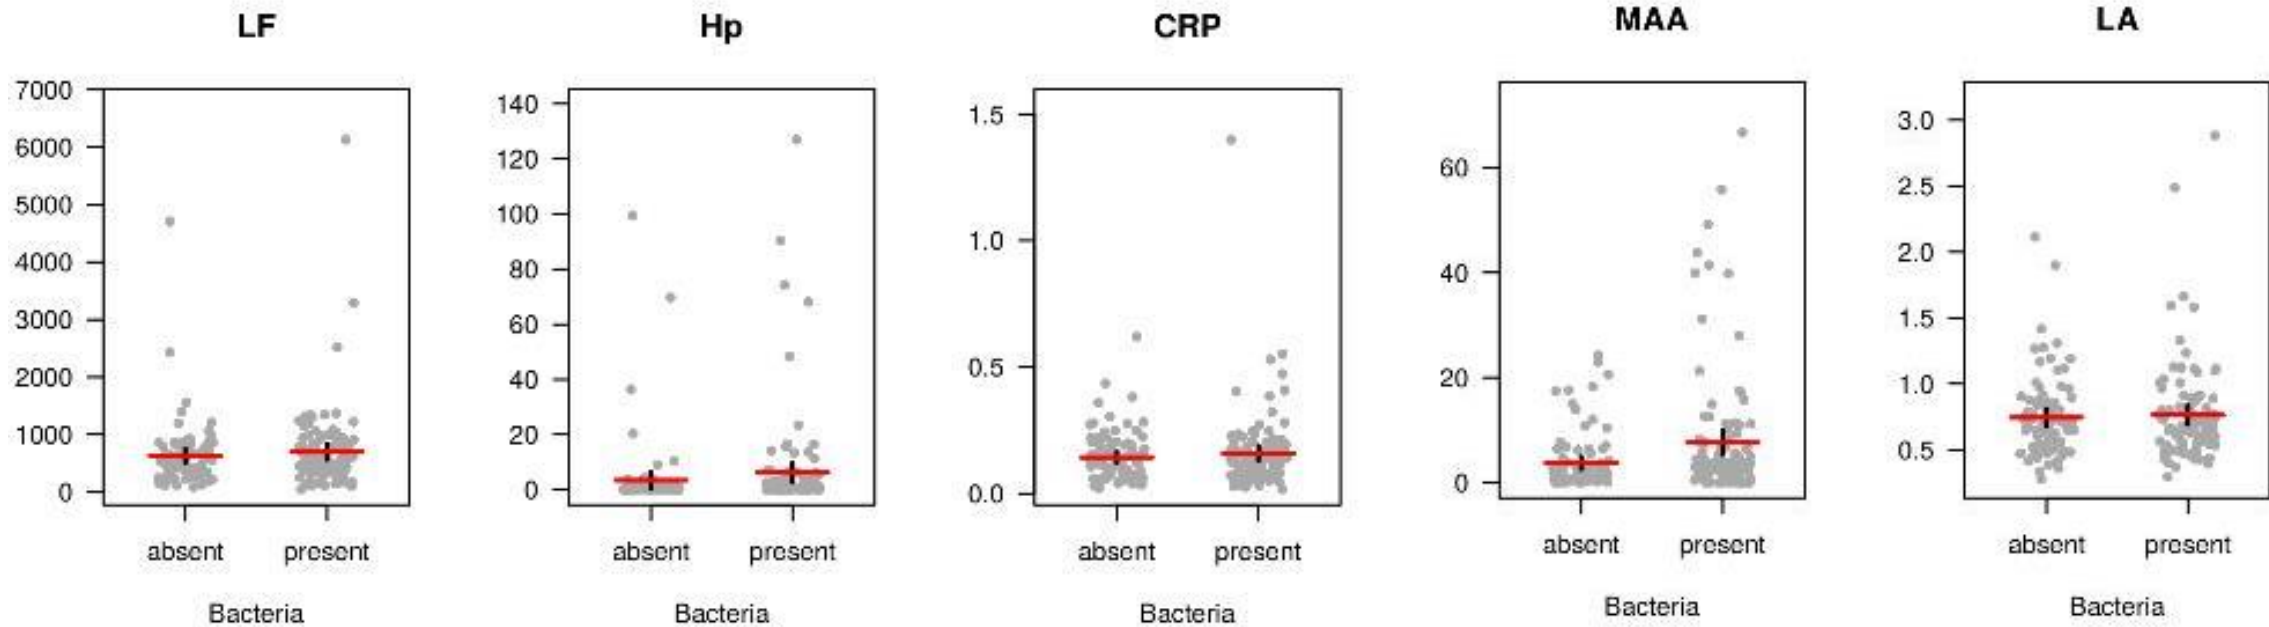 LF
7000
6000
5000
4000
3000
2000
1000
0
absent present
Bacteria
Hp
140
120
100
80
60
40
20
0
absent present
Bacteria
CRP
1.5
1.0
0.5
0.0
absent present
Bacteria
MAA
60
40
20
0
absent present
Bacteria
LA
3.0
2.5
2.0
1.5
1.0
0.5
absent present
Bacteria